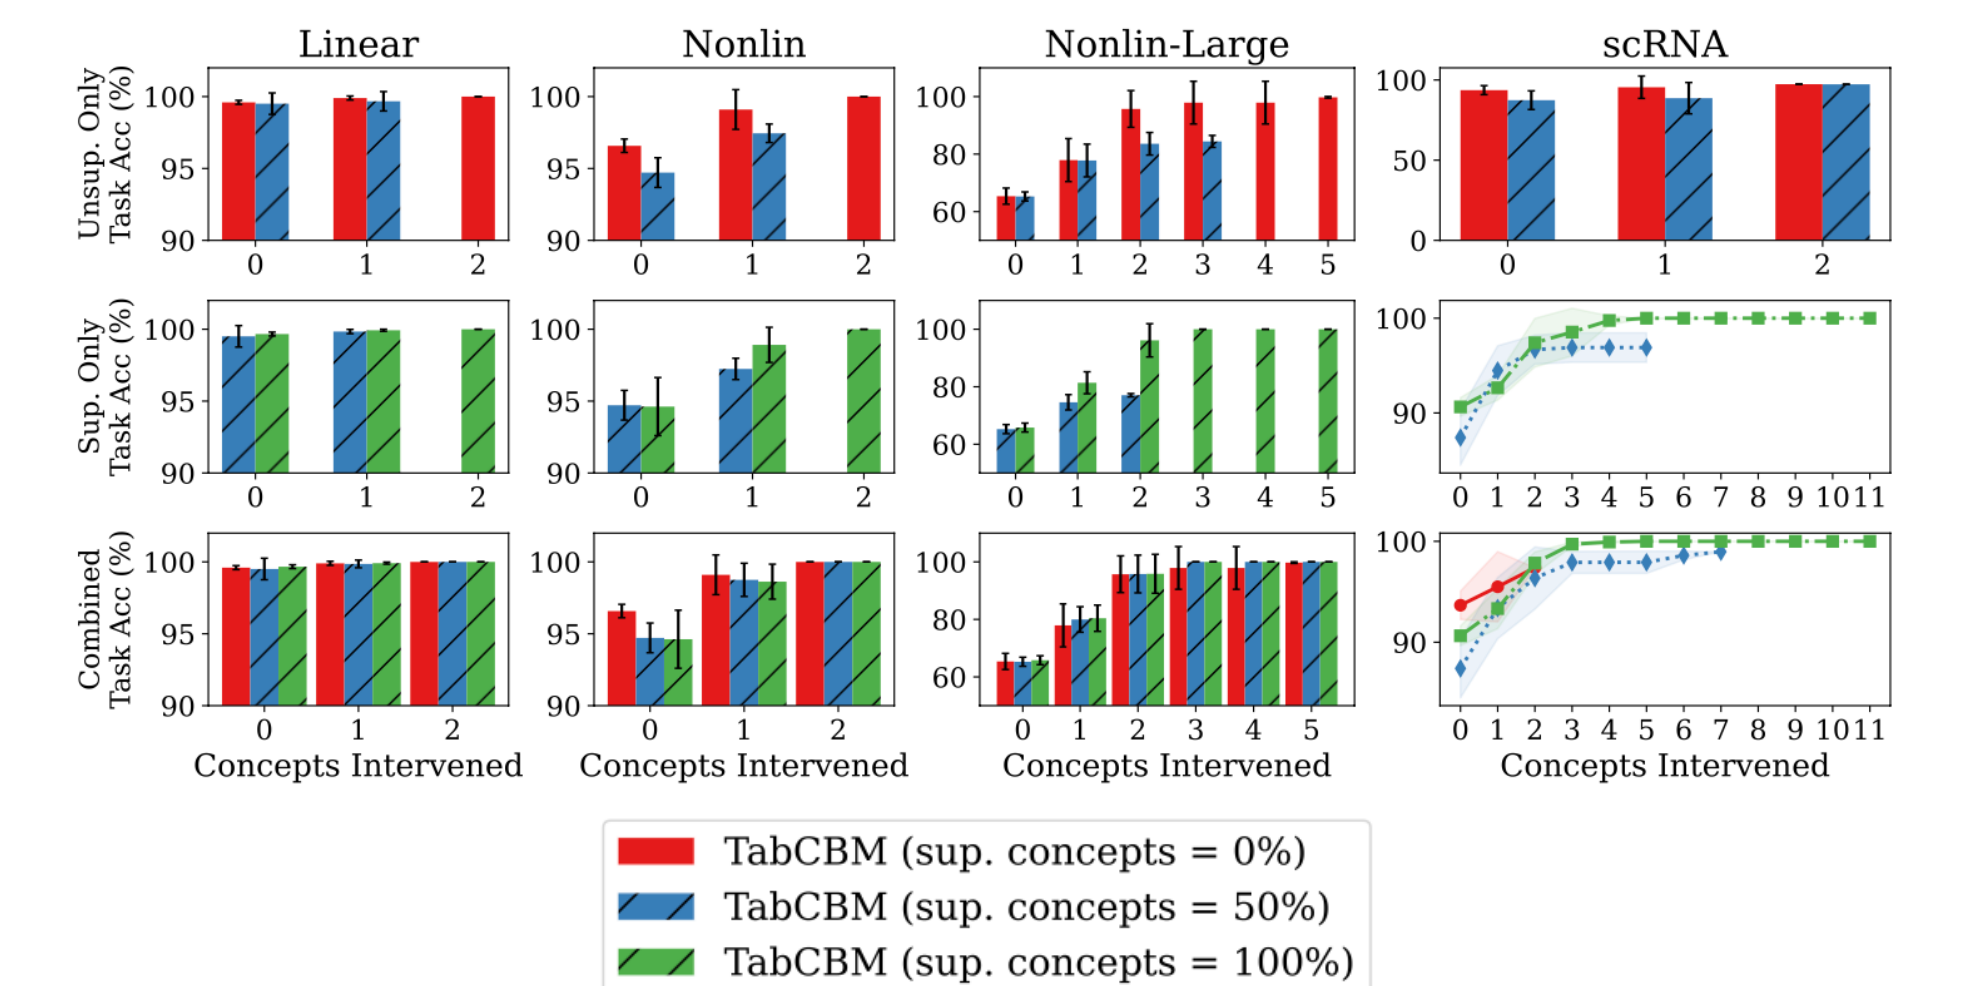 Linear Nonlin Nonlin-Large scRNA
Unsup. Only
Task Acc (%)
100
95
90
0 1 2
100
95
90
0 1 2
100
80
60
0 1 2 3 4 5
100
50
0
0 1 2
Sup. Only
Task Acc (%)
100
95
90
0 1 2
100
95
90
0 1 2
100
80
60
0 1 2 3 4 5
100
90
0 1 2 3 4 5 6 7 8 9 10 11
Combined
Task Acc (%)
100
95
90
0 1 2
Concepts Intervened
100
95
90
0 1 2
Concepts Intervened
100
80
60
0 1 2 3 4 5
Concepts Intervened
100
90
0 1 2 3 4 5 6 7 8 9 10 11
Concepts Intervened
TabCBM (sup. concepts = 0%)
TabCBM (sup. concepts = 50%)
TabCBM (sup. concepts = 100%)